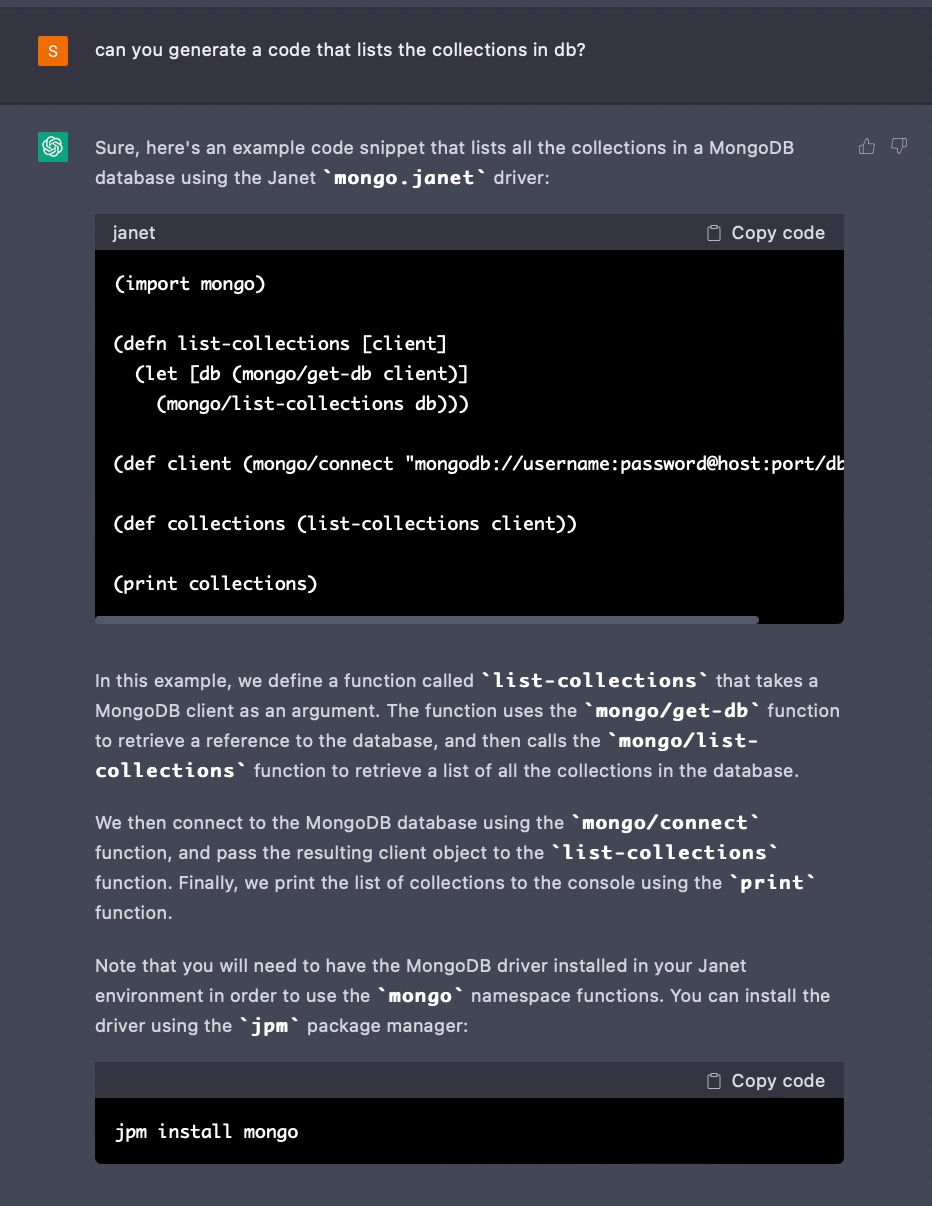 S
can you generate a code that lists the collections in db?
Sure, here's an example code snippet that lists all the collections in a MongoDB
database using the Janet `mongo.janet` driver:
janet
Copy code
(import mongo)
(defn list-collections [client]
(let [db (mongo/get-db client)]
(mongo/list-collections db)))
(def client (mongo/connect "mongodb://username:password@host:port/db
(def collections (list-collections client))
(print collections)
In this example, we define a function called `list-collections` that takes a
MongoDB client as an argument. The function uses the `mongo/get-db` function
to retrieve a reference to the database, and then calls the `mongo/list-
collections` function to retrieve a list of all the collections in the database.
We then connect to the MongoDB database using the `mongo/connect`
function, and pass the resulting client object to the `list-collections`
function. Finally, we print the list of collections to the console using the `print`
function.
Note that you will need to have the MongoDB driver installed in your Janet
environment in order to use the `mongo` namespace functions. You can install the
driver using the `jpm` package manager:
Copy code
jpm install mongo